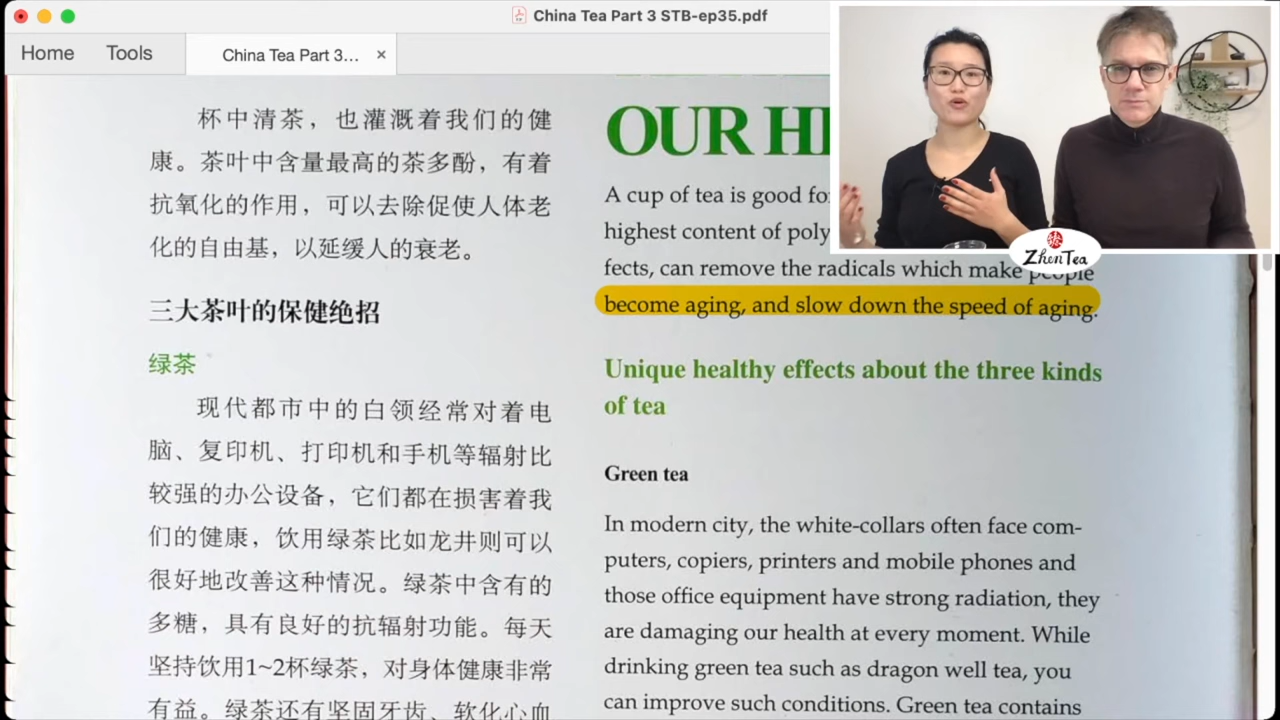 China Tea Part 3 STB-ep35.pdf
Home
Tools
China Tea Part 3…
×
杯中清茶，也灌溉着我们的健
康。茶叶中含量最高的茶多酚，有着
抗氧化的作用，可以去除促使人体老
化的自由基，以延缓人的衰老。
三大茶叶的保健绝招
绿茶
现代都市中的白领经常对着电
脑、复印机、打印机和手机等辐射比
较强的办公设备，它们都在损害着我
们的健康，饮用绿茶比如龙井则可以
很好地改善这种情况。绿茶中含有的
多糖，具有良好的抗辐射功能。每天
坚持饮用1~2杯绿茶，对身体健康非常
有益。绿茶还有坚固牙齿、软化心血
OUR
A cup of tea is good
highest content of
fects, can remove the radicals which make people
become aging, and slow down the speed of aging.
Unique healthy effects about the three kinds
of tea
Green tea
In modern city, the white-collars often face com-
puters, copiers, printers and mobile phones and
those office equipment have strong radiation, they
are damaging our health at every moment. While
drinking green tea such as dragon well tea, you
can improve such conditions. Green tea contains
ZhenTea